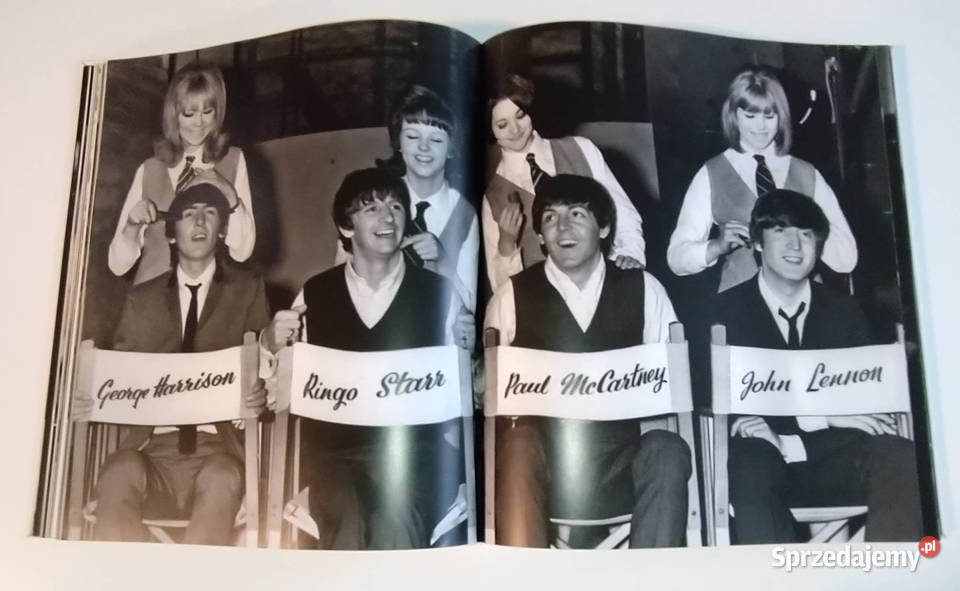 George Harrison
Ringo Starr
Paul McCartney
John Lennon
Sprzedajemy.pl